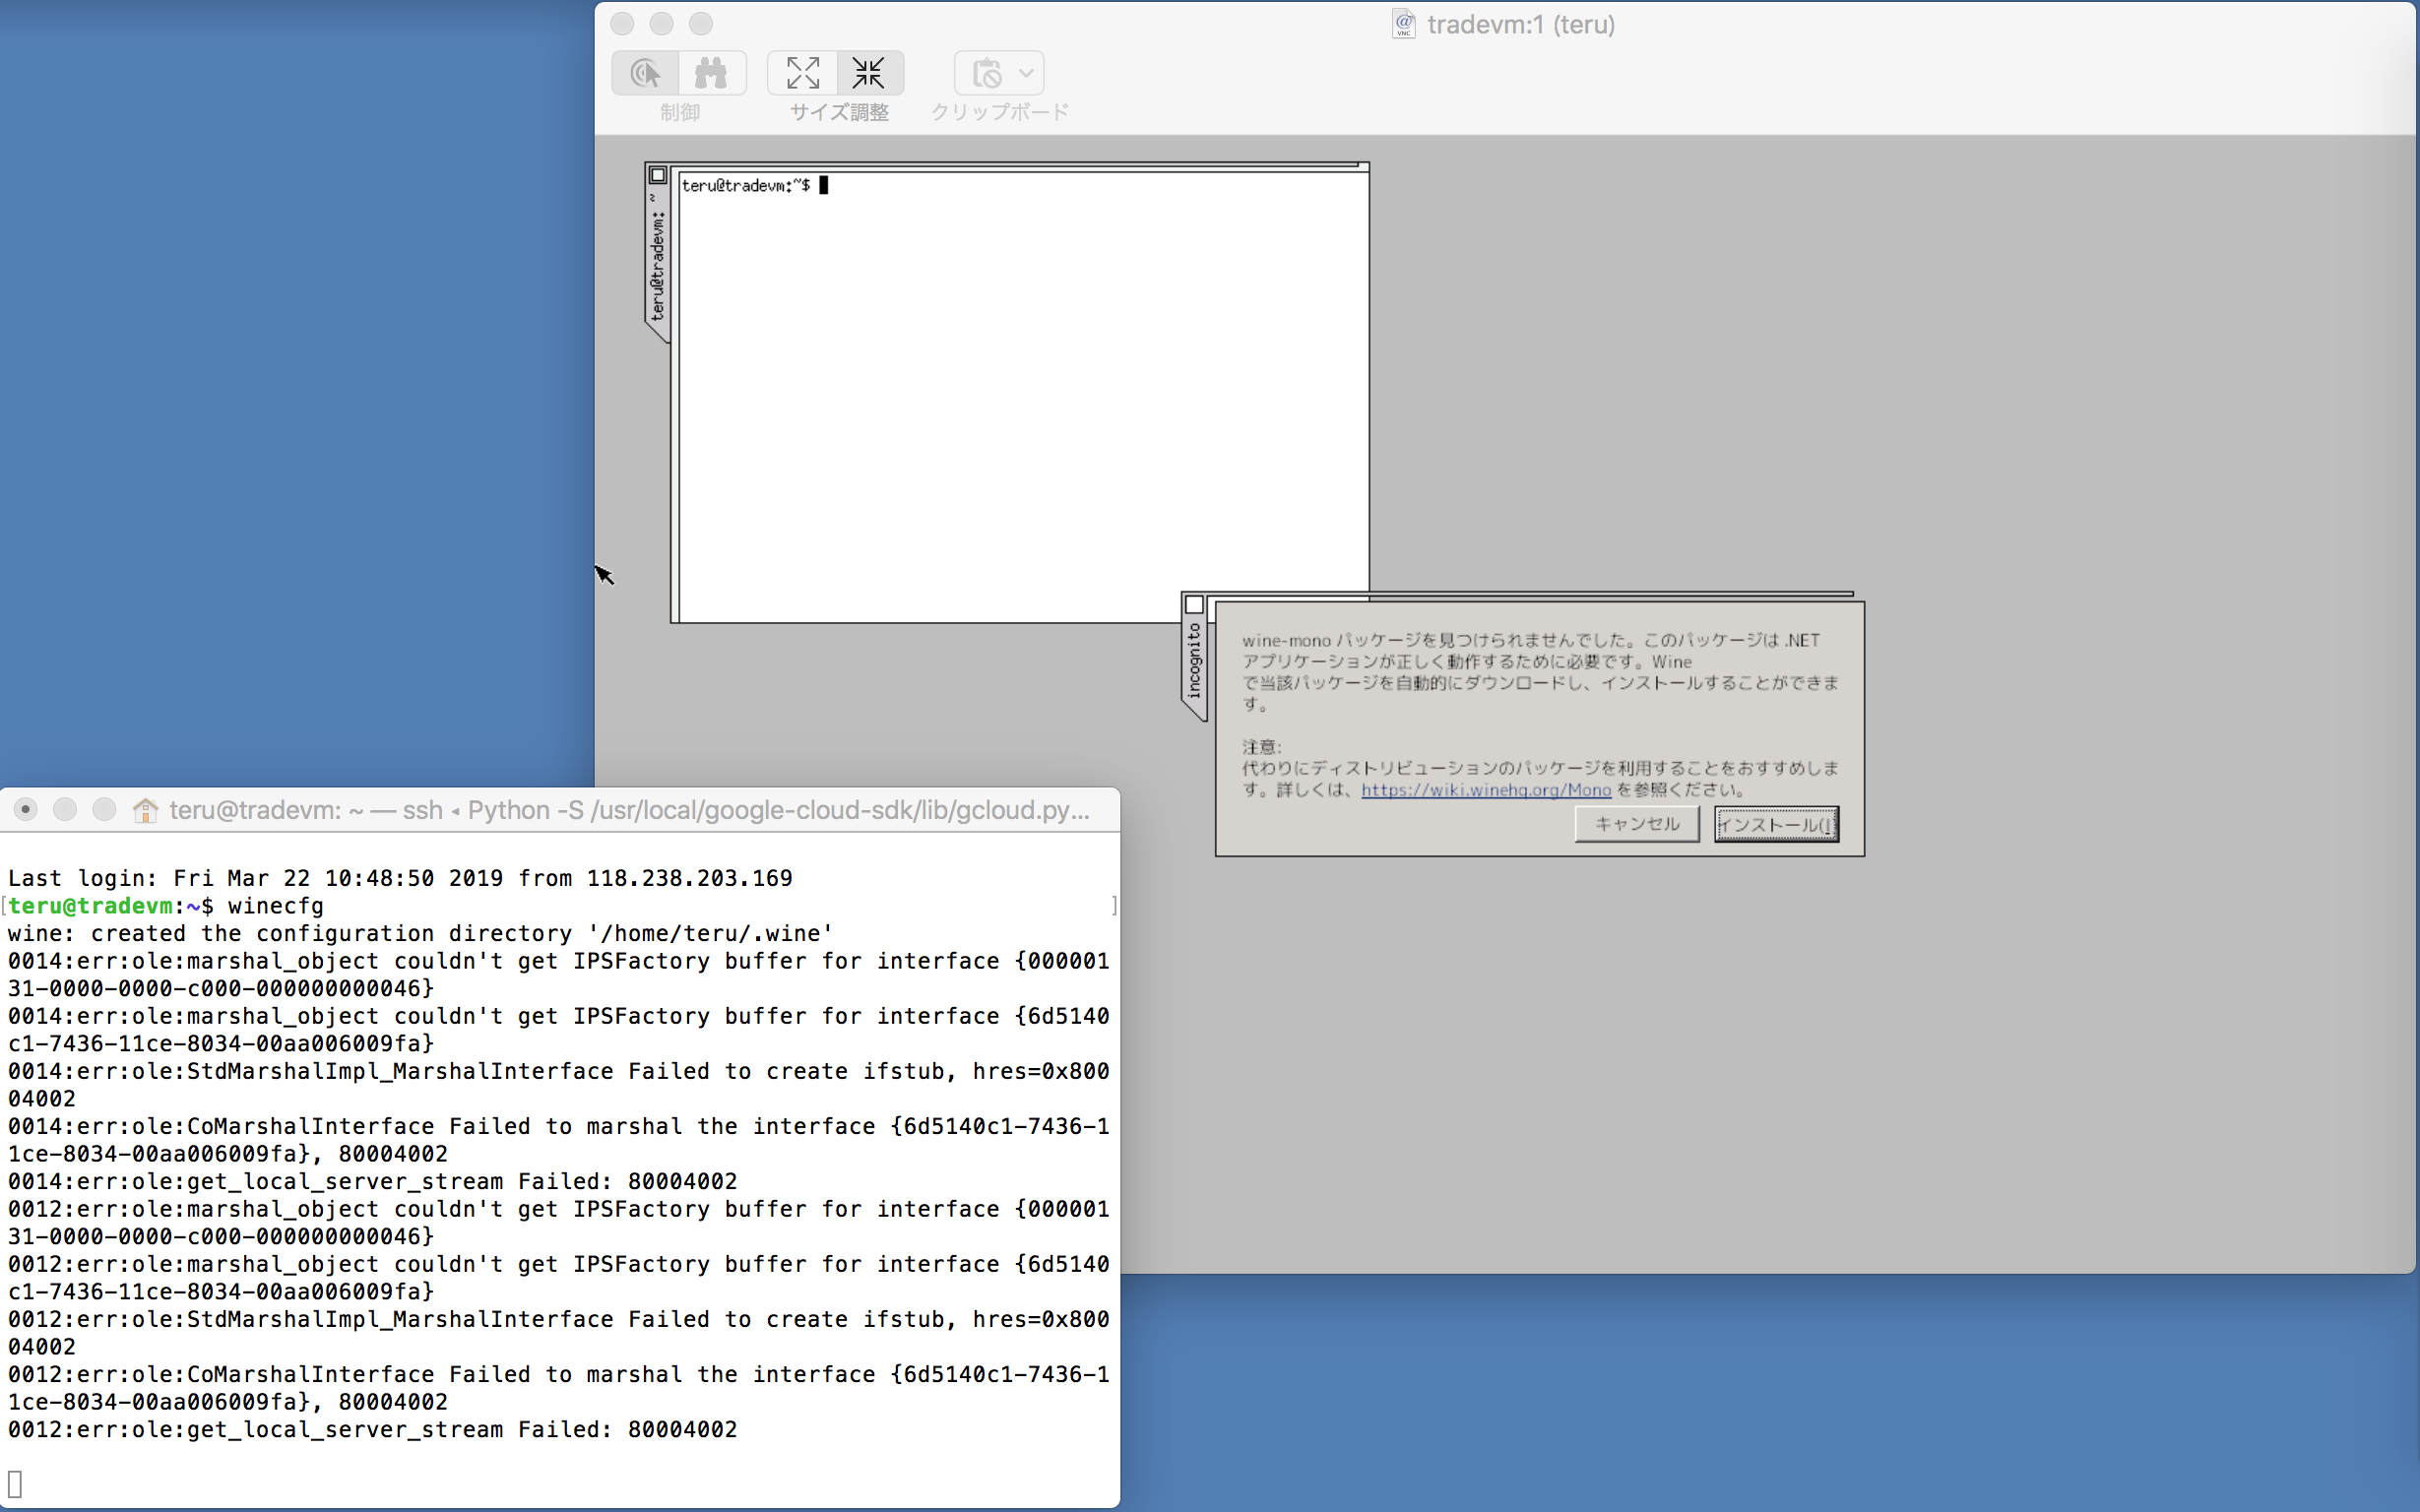 tradevm:1 (teru)
制御
サイズ調整
クリップボード
teru@tradevm: ~
teru@tradevm:~$
incognito
wine-mono パッケージを見つけられませんでした。このパッケージは .NET
アプリケーションが正しく動作するために必要です。Wine
で当該パッケージを自動的にダウンロードし、インストールすることができま
す。
注意:
代わりにディストリビューションのパッケージを利用することをおすすめしま
す。詳しくは、https://wiki.winehq.org/Mono を参照ください。
キャンセル
インストール(I
teru@tradevm: ~ — ssh ◂ Python -S /usr/local/google-cloud-sdk/lib/gcloud.py...
Last login: Fri Mar 22 10:48:50 2019 from 118.238.203.169
[teru@tradevm:~$ winecfg ]
wine: created the configuration directory '/home/teru/.wine'
0014:err:ole:marshal_object couldn't get IPSFactory buffer for interface {000001
31-0000-0000-c000-000000000046}
0014:err:ole:marshal_object couldn't get IPSFactory buffer for interface {6d5140
c1-7436-11ce-8034-00aa006009fa}
0014:err:ole:StdMarshalImpl_MarshalInterface Failed to create ifstub, hres=0x800
04002
0014:err:ole:CoMarshalInterface Failed to marshal the interface {6d5140c1-7436-1
1ce-8034-00aa006009fa}, 80004002
0014:err:ole:get_local_server_stream Failed: 80004002
0012:err:ole:marshal_object couldn't get IPSFactory buffer for interface {000001
31-0000-0000-c000-000000000046}
0012:err:ole:marshal_object couldn't get IPSFactory buffer for interface {6d5140
c1-7436-11ce-8034-00aa006009fa}
0012:err:ole:StdMarshalImpl_MarshalInterface Failed to create ifstub, hres=0x800
04002
0012:err:ole:CoMarshalInterface Failed to marshal the interface {6d5140c1-7436-1
1ce-8034-00aa006009fa}, 80004002
0012:err:ole:get_local_server_stream Failed: 80004002